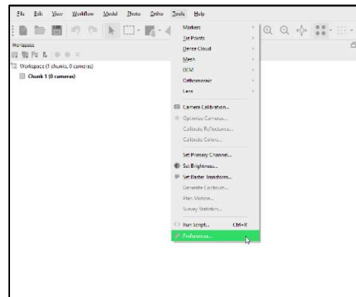 File Edit View Workflow Model Photo Ortho Tools Help
Workspace
Workspace (1 chunks, 0 cameras)
Chunk 1 (0 cameras)
Markers
Tie Points
Dense Cloud
Mesh
DEM
Orthomosaic
Lens
Camera Calibration...
Optimize Cameras...
Calibrate Reflectance...
Calibrate Colors...
Set Primary Channel...
Set Brightness...
Set Raster Transform...
Generate Contours...
Plan Motion...
Survey Statistics...
Run Script... Ctrl+R
Preferences...